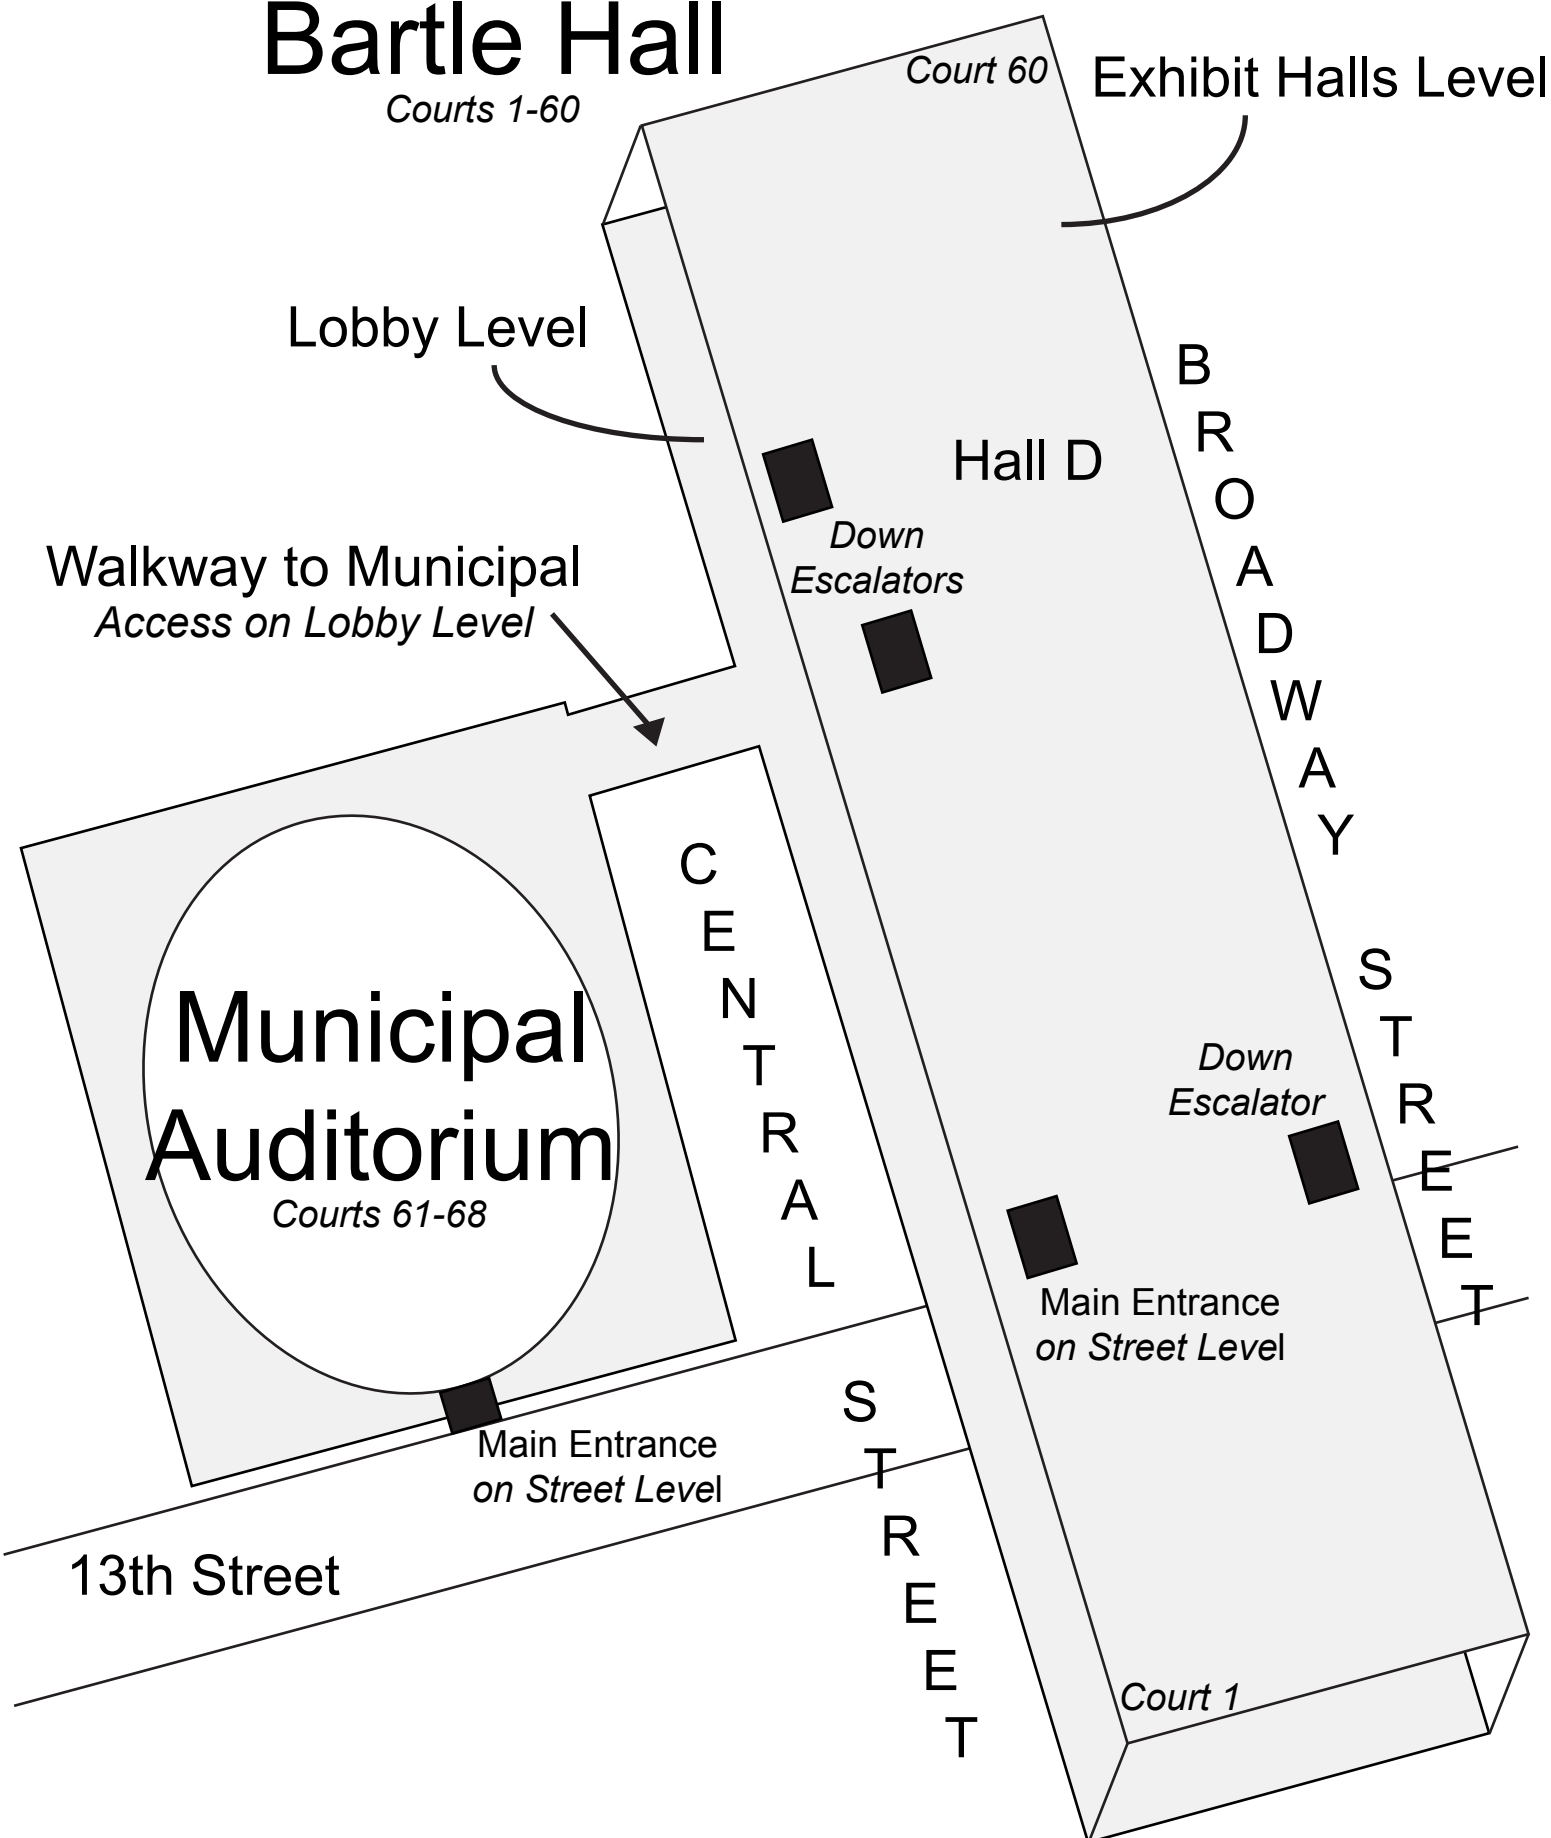 Bartle Hall
Courts 1-60
Court 60
Exhibit Halls Level
Lobby Level
BROADWAY STREET
Hall D
Down
Escalators
Walkway to Municipal
Access on Lobby Level
CENTRAL STREET
Municipal
Auditorium
Courts 61-68
Down
Escalator
Main Entrance
on Street Level
Main Entrance
on Street Level
13th Street
Court 1